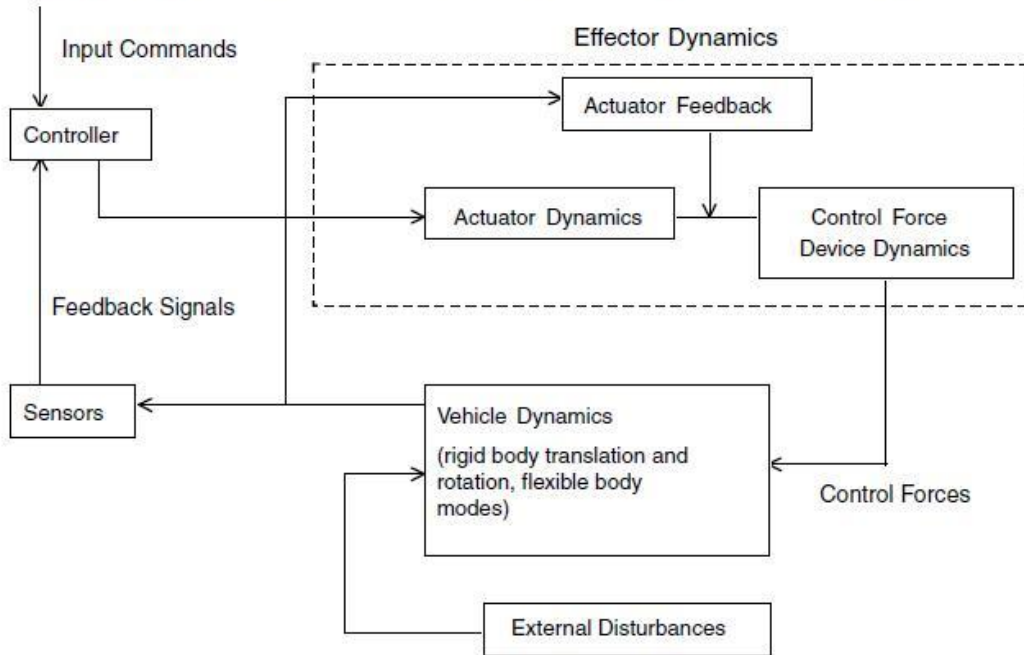 Effector Dynamics
Input Commands
Actuator Feedback
Controller
Actuator Dynamics
Control Force
Device Dynamics
Feedback Signals
Sensors
Vehicle Dynamics
(rigid body translation and
rotation, flexible body
modes)
Control Forces
External Disturbances